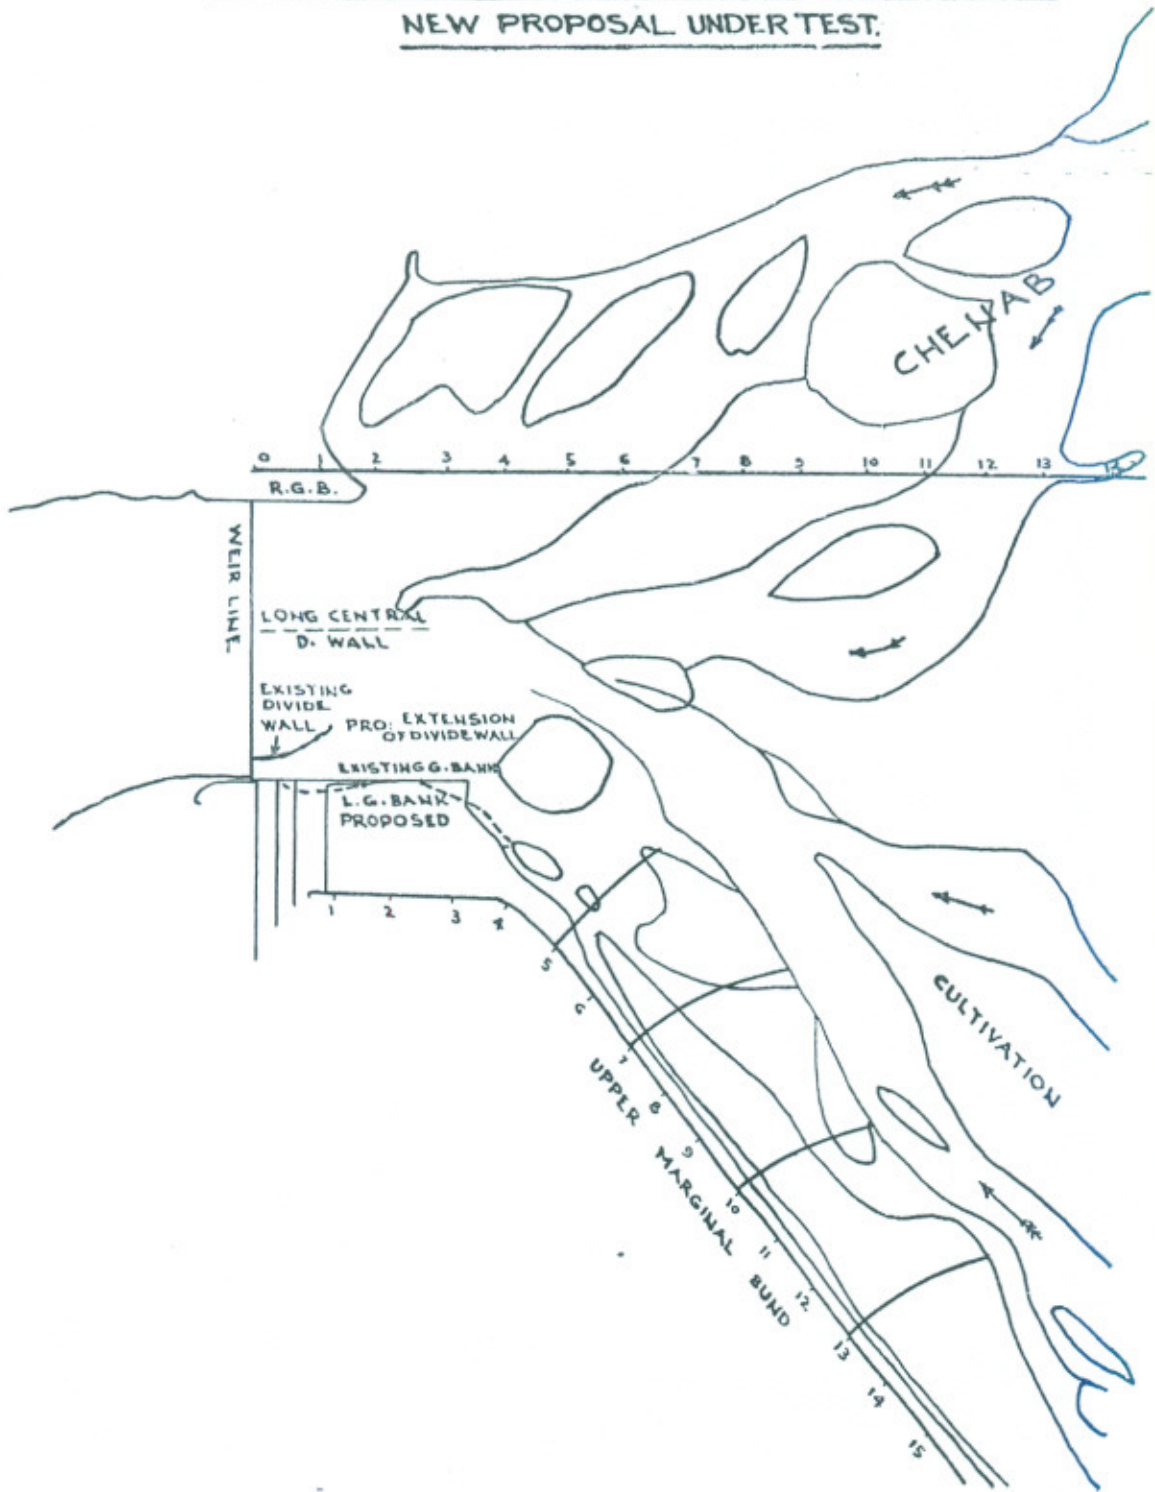 NEW PROPOSAL UNDER TEST.
CHENAB
0 1 2 3 4 5 6 7 8 9 10 11 12 13
R.G.B.
WEIR LINE.
LONG CENTRAL
D. WALL
EXISTING
DIVIDE
WALL
PRO: EXTENSION
OF DIVIDE WALL
EXISTING G. BANK
L.G. BANK
PROPOSED
1 2 3 4 5 6 7 8 9 10 11 12 13 14 15
CULTIVATION
UPPER MARGINAL BUND